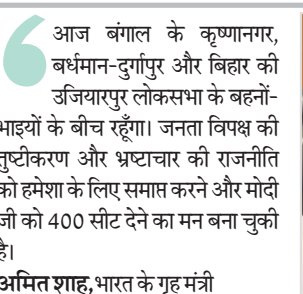 आज बंगाल के कृष्णानगर,
बर्धमान-दुर्गापुर और बिहार की
उजियारपुर लोकसभा के बहनों-
भाइयों के बीच रहूँगा। जनता विपक्ष की
तुष्टीकरण और भ्रष्टाचार की राजनीति
को हमेशा के लिए समाप्त करने और मोदी
जी को 400 सीट देने का मन बना चुकी
है।
अमित शाह,भारत के गृह मंत्री